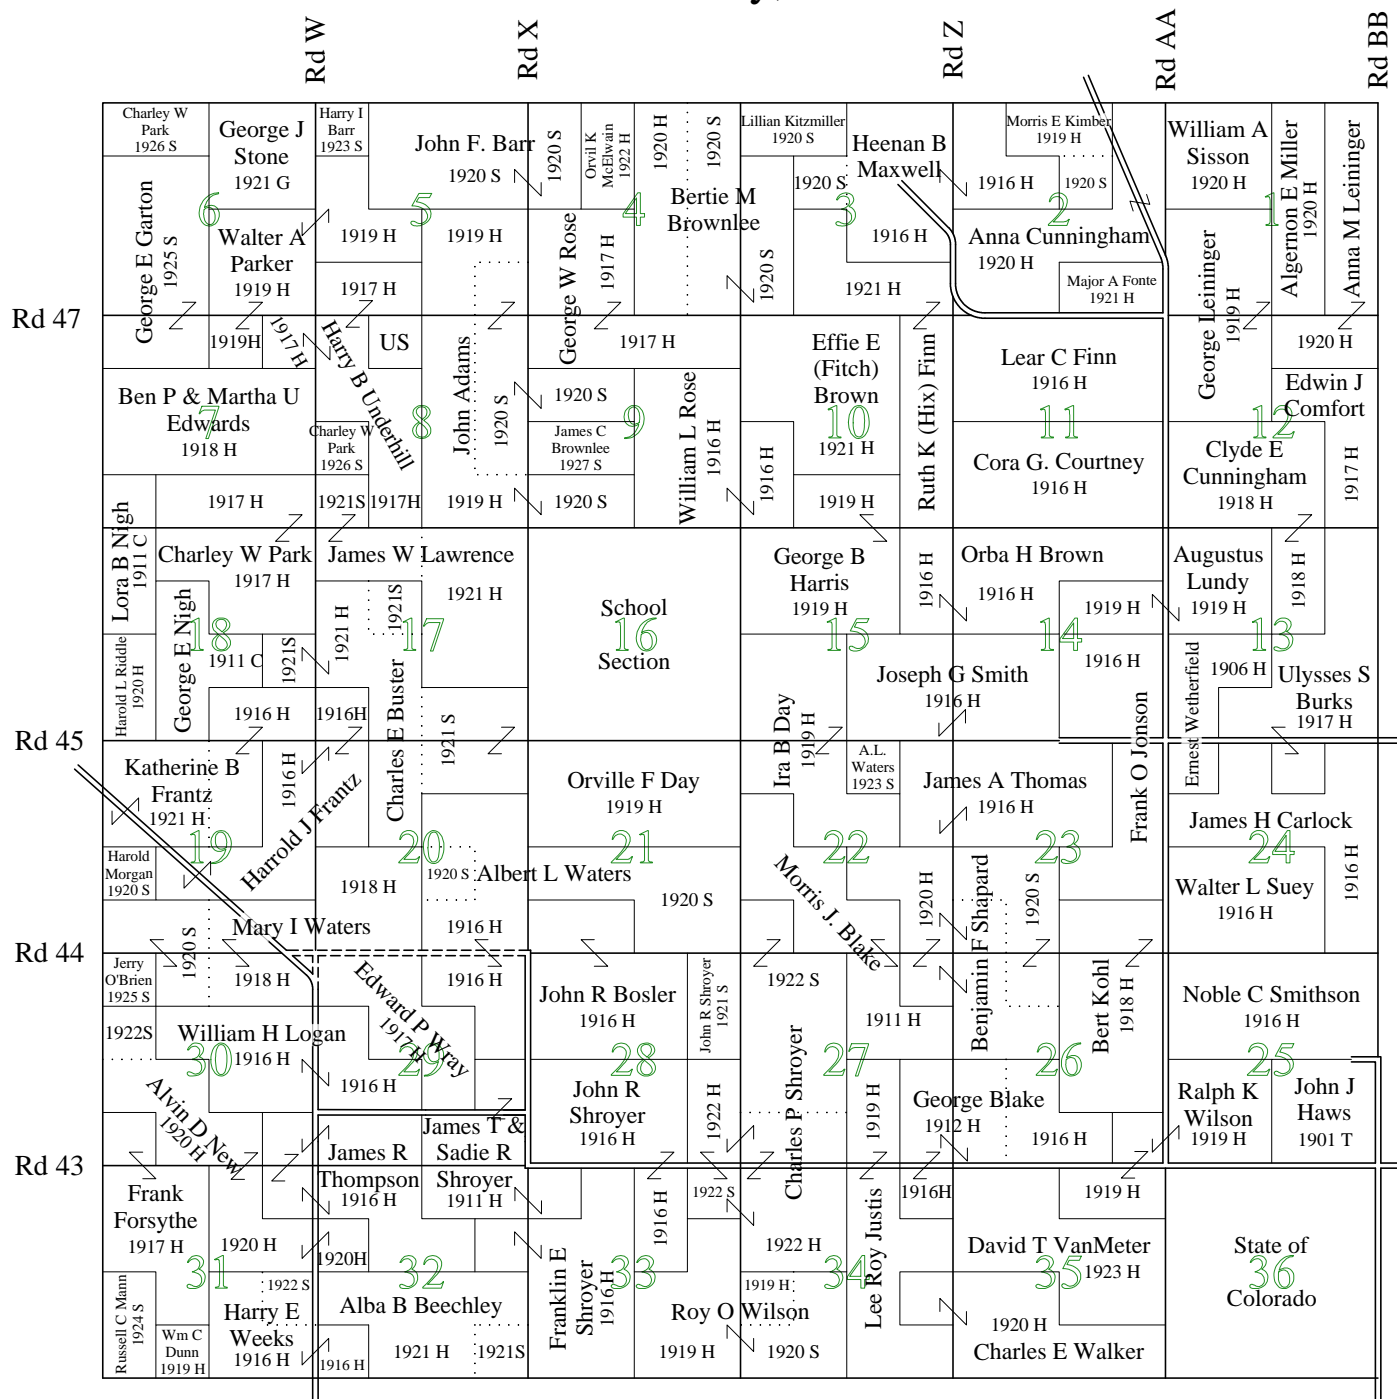 Rd W
Rd X
Rd Z
Rd AA
Rd BB
Charley W
Park
1926 S
George J
Stone
1921 G
Harry I
Barr
1923 S
John F. Barr
1920 S
1920 S
Orvil K
McElwain
1922 H
1920 H
1920 S
Lillian Kitzmiller
1920 S
Heenan B
Maxwell
1916 H
Morris E Kimber
1919 H
1920 S
William A
Sisson
1920 H
Algernon E Miller
1920 H
Anna M Leininger
George E Garton
1925 S
6
Walter A
Parker
1919 H
1919 H
5
1919 H
1917 H
George W Rose
1917 H
4
Bertie M
Brownlee
1920 S
1920 S
3
1916 H
1921 H
2
Anna Cunningham
1920 H
Major A Fonte
1921 H
1
George Leininger
1919 H
Rd 47
1919H
1917 H
Harry B Underhill
US
John Adams
1920 S
1917 H
Effie E
(Fitch)
Brown
1921 H
Ruth K (Hix) Finn
Lear C Finn
1916 H
1920 H
Edwin J
Comfort
1917 H
Ben P & Martha U
Edwards
7
1918 H
Charley W
Park
1926 S
8
1920 S
James C
Brownlee
1927 S
9
William L Rose
1916 H
1916 H
10
11
12
Cora G. Courtney
1916 H
Clyde E
Cunningham
1918 H
Lora B Nigh
1911 C
1917 H
1921S
1917H
1919 H
1920 S
1919 H
Charley W Park
1917 H
James W Lawrence
1921 H
School
16
Section
George B
Harris
1919 H
1916 H
Orba H Brown
1916 H
1919 H
Augustus
Lundy
1919 H
1918 H
Harold L Riddle
1920 H
George E Nigh
18
1911 C
1921S
1921 H
1921S
17
15
14
13
1916 H
1916H
Charles E Buster
1921 S
Ira B Day
1919 H
Joseph G Smith
1916 H
1916 H
Frank O Jonson
Ernest Wetherfield
1906 H
Ulysses S
Burks
1917 H
Rd 45
Katherine B
Frantz
1921 H
1916 H
Harrold J Frantz
Orville F Day
1919 H
A.L.
Waters
1923 S
James A Thomas
1916 H
James H Carlock
1916 H
Harold
Morgan
1920 S
19
1918 H
20
1920 S
Albert L Waters
21
1920 S
22
Morris J. Blake
1920 H
Benjamin F Shapard
1920 S
23
24
Walter L Suey
1916 H
Mary I Waters
1916 H
1920 S
Rd 44
Jerry
O'Brien
1925 S
1918 H
Edward P Wray
1917 H
1916 H
John R Bosler
1916 H
John R Shroyer
1921 S
1922 S
1911 H
Bert Kohl
1918 H
Noble C Smithson
1916 H
1922S
William H Logan
30
1916 H
1916 H
29
28
27
26
25
Alvin D New
1920 H
John R
Shroyer
1916 H
1922 H
Charles P Shroyer
1919 H
George Blake
1912 H
1916 H
Ralph K
Wilson
1919 H
John J
Haws
1901 T
Rd 43
Frank
Forsythe
1917 H
James R
Thompson
1916 H
James T &
Sadie R
Shroyer
1911 H
1916 H
1922 S
1916H
1919 H
1920 H
31
1920H
32
Franklin E
Shroyer
1916 H
33
1922 H
34
Lee Roy Justis
David T VanMeter
35
1923 H
State of
36
Colorado
Russell C Mann
1924 S
1922 S
Harry E
Weeks
1916 H
Wm C
Dunn
1919 H
Alba B Beechley
1916 H
1921 H
1921S
1919 H
Roy O Wilson
1919 H
1920 S
1920 H
Charles E Walker